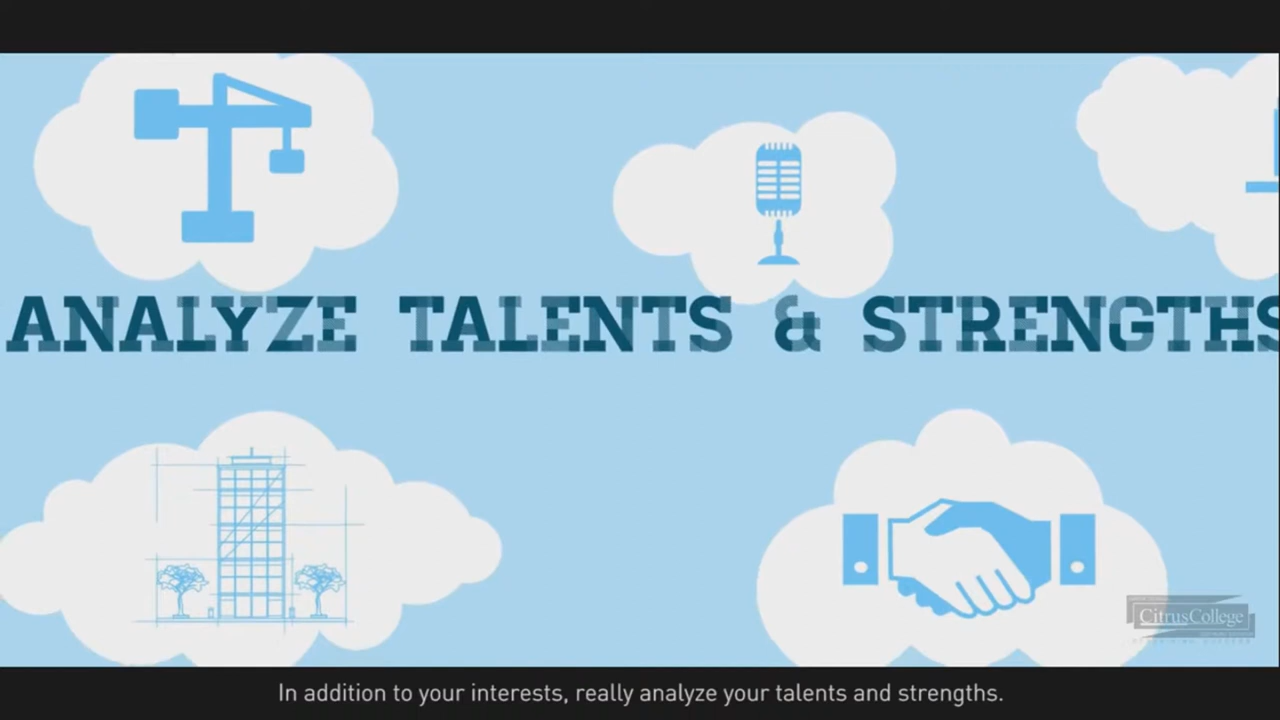 ANALYZE TALENTS & STRENGTHS
CitrusCollege
In addition to your interests, really analyze your talents and strengths.